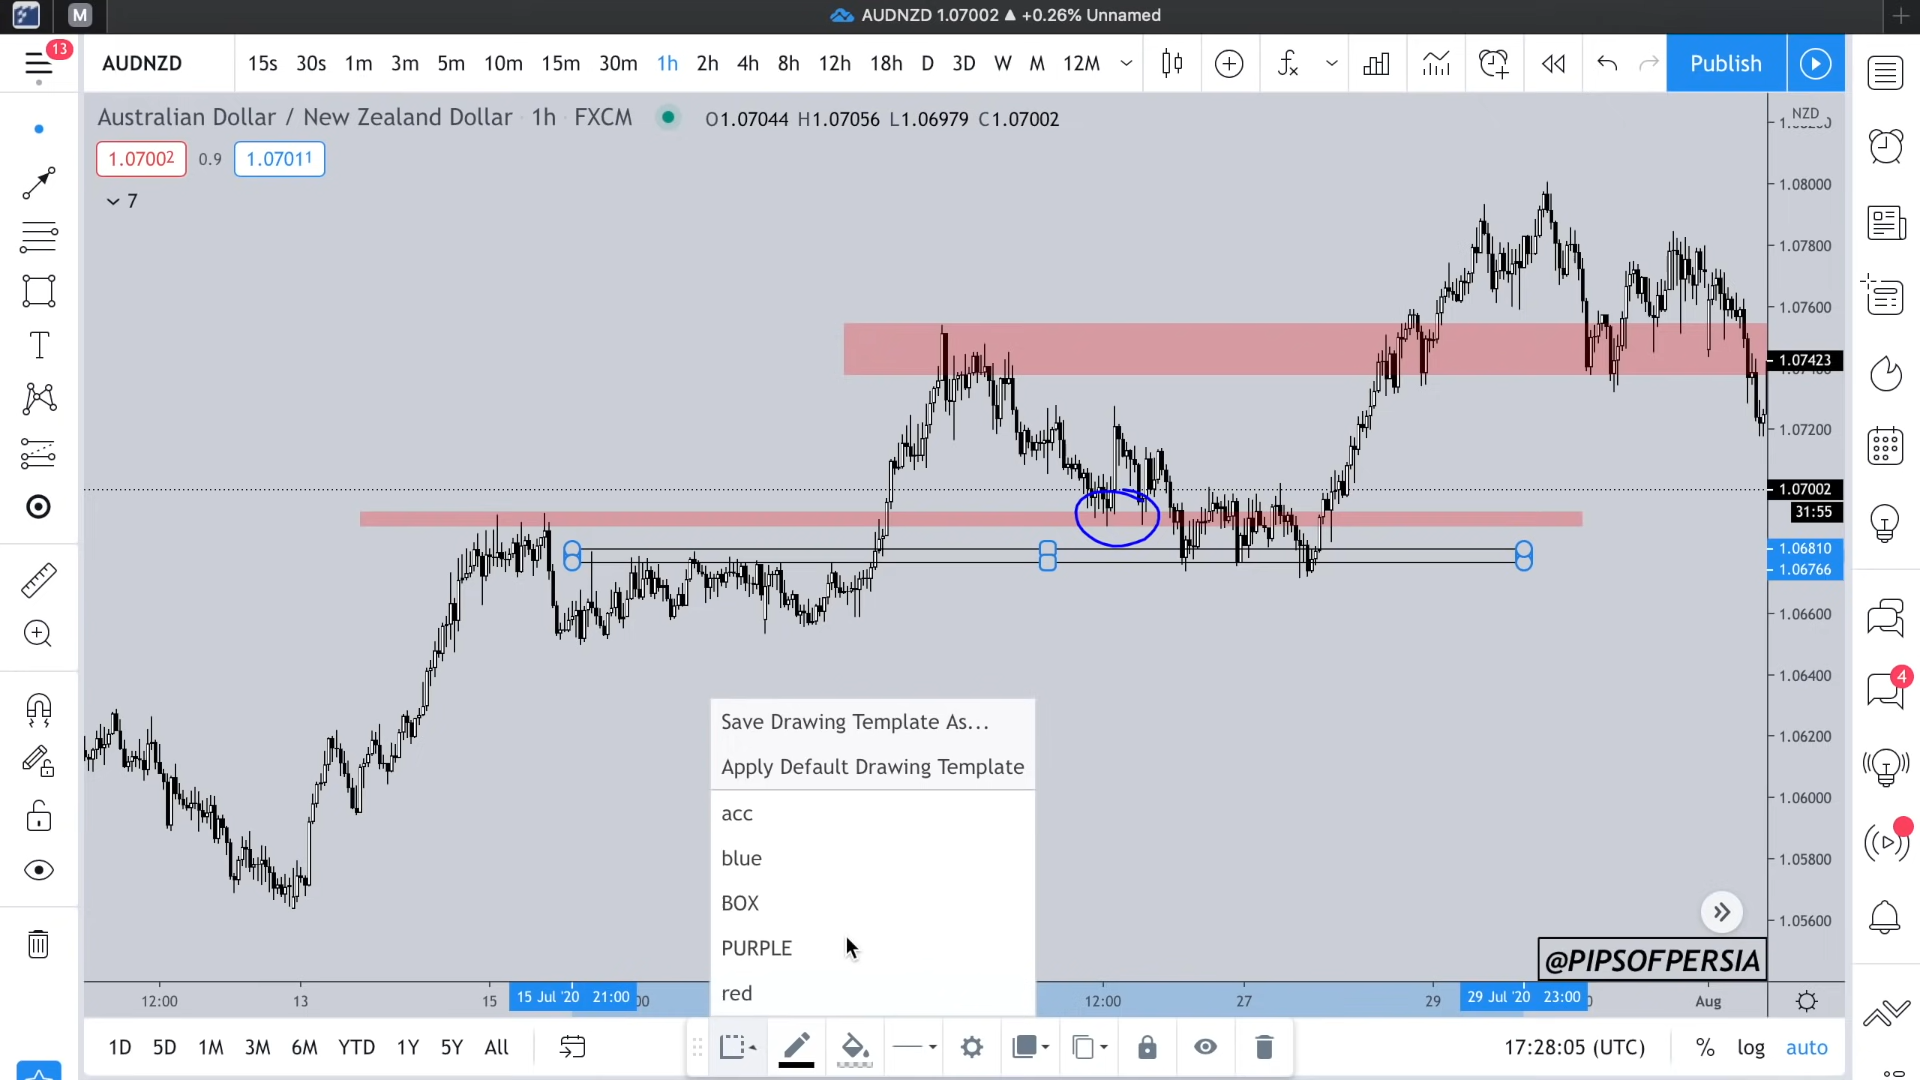 M
AUDNZD 1.07002 ▲ +0.26% Unnamed
13
AUDNZD 15s 30s 1m 3m 5m 10m 15m 30m 1h 2h 4h 8h 12h 18h D 3D W M 12M
Publish
Australian Dollar / New Zealand Dollar · 1h · FXCM O1.07044 H1.07056 L1.06979 C1.07002
NZD
1.07002 0.9 1.07011
7
1.08000
1.07800
1.07600
1.07423
1.07200
1.07002
31:55
1.06810
1.06766
1.06600
1.06400
1.06200
1.06000
1.05800
1.05600
4
Save Drawing Template As...
Apply Default Drawing Template
acc
blue
BOX
PURPLE
red
@PIPSOFPERSIA
12:00 13 15 15 Jul '20 21:00 12:00 27 29 29 Jul '20 23:00 Aug
1D 5D 1M 3M 6M YTD 1Y 5Y All
17:28:05 (UTC) % log auto